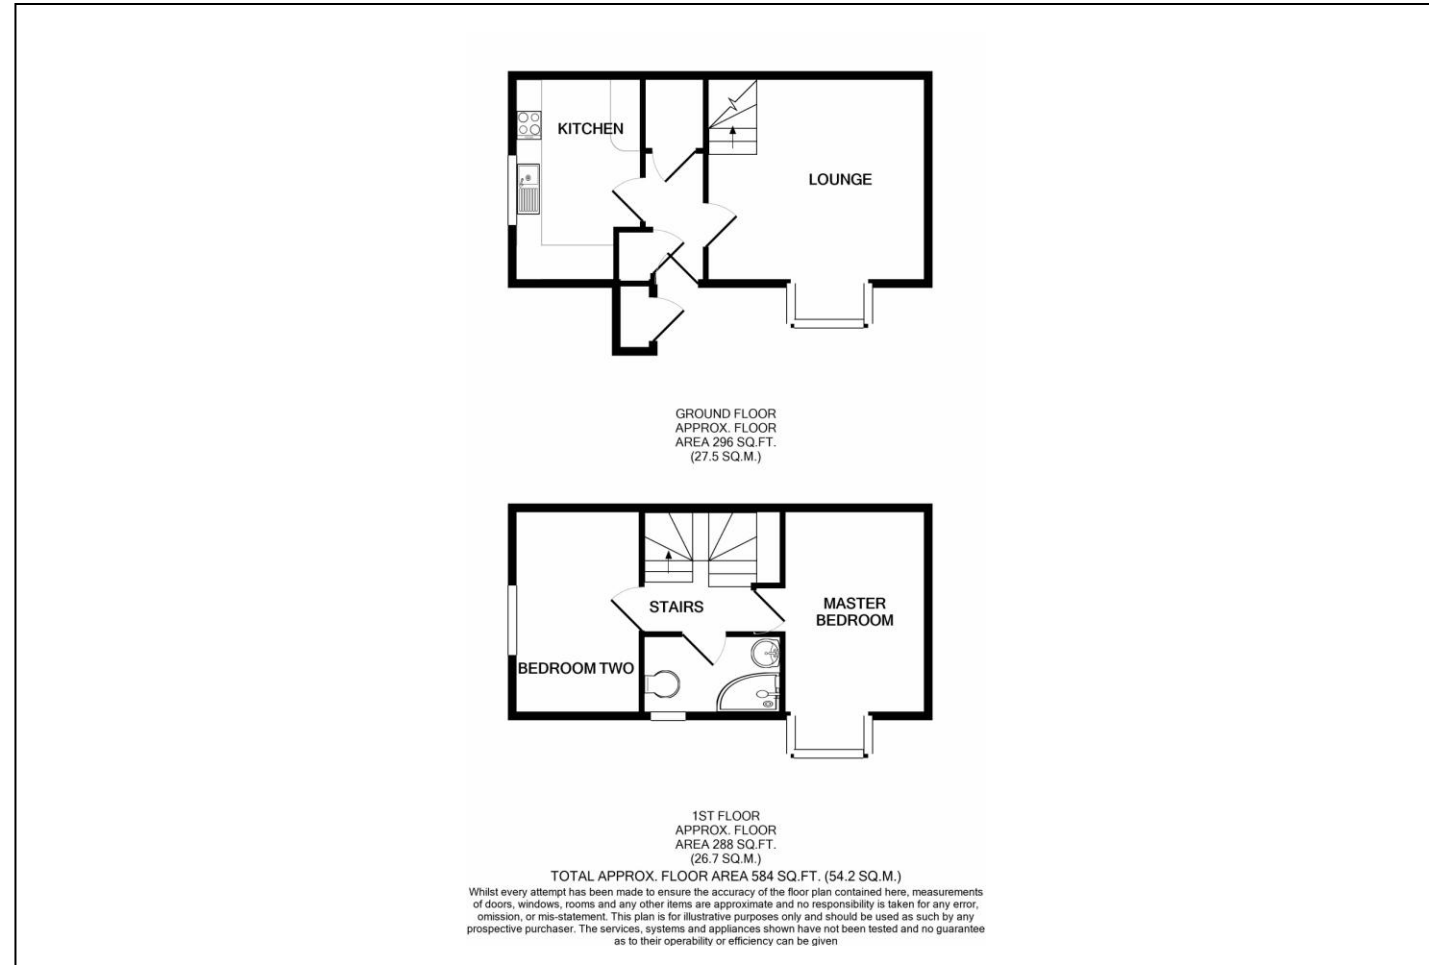 KITCHEN
LOUNGE
GROUND FLOOR
APPROX. FLOOR
AREA 296 SQ.FT.
(27.5 SQ.M.)
STAIRS
MASTER
BEDROOM
BEDROOM TWO
1ST FLOOR
APPROX. FLOOR
AREA 288 SQ.FT.
(26.7 SQ.M.)
TOTAL APPROX. FLOOR AREA 584 SQ.FT. (54.2 SQ.M.)
Whilst every attempt has been made to ensure the accuracy of the floor plan contained here, measurements
of doors, windows, rooms and any other items are approximate and no responsibility is taken for any error,
omission, or mis-statement. This plan is for illustrative purposes only and should be used as such by any
prospective purchaser. The services, systems and appliances shown have not been tested and no guarantee
as to their operability or efficiency can be given